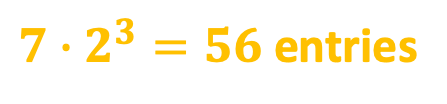 7 · 2³ = 56 entries